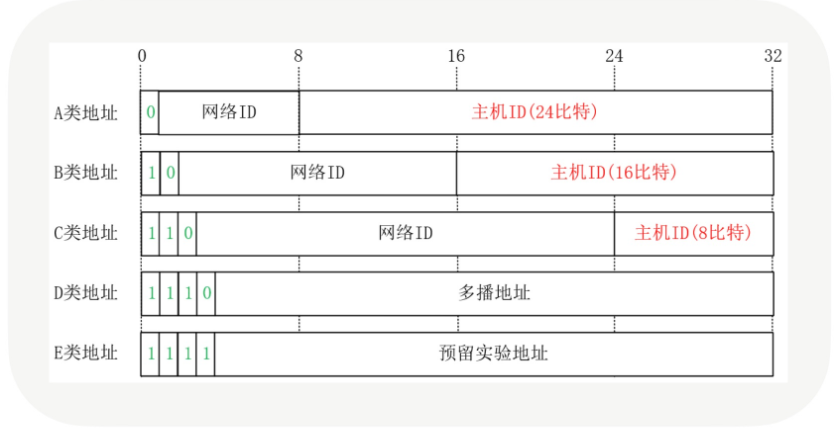 0 8 16 24 32
A类地址 0 网络ID 主机ID(24比特)
B类地址 1 0 网络ID 主机ID(16比特)
C类地址 1 1 0 网络ID 主机ID(8比特)
D类地址 1 1 1 0 多播地址
E类地址 1 1 1 1 预留实验地址